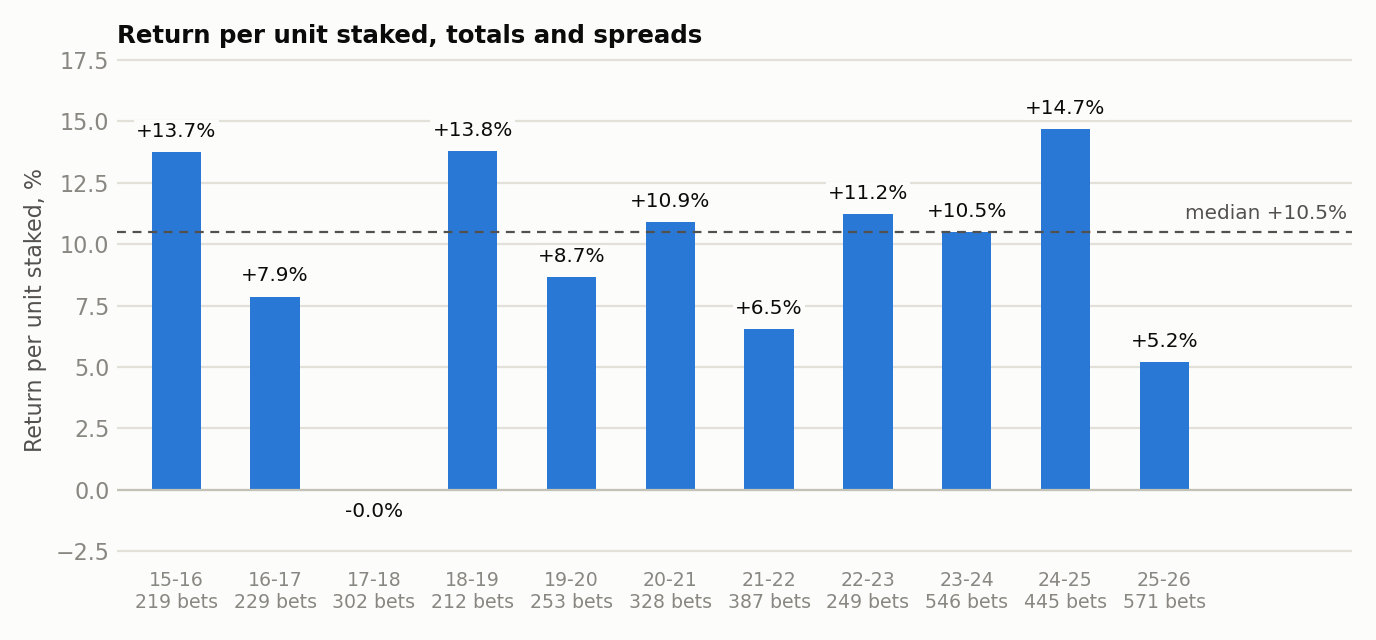 Return per unit staked, totals and spreads
Return per unit staked, %
17.5
15.0
12.5
10.0
7.5
5.0
2.5
0.0
−2.5
+13.7%
+7.9%
-0.0%
+13.8%
+8.7%
+10.9%
+6.5%
+11.2%
+10.5%
+14.7%
+5.2%
median +10.5%
15-16
219 bets
16-17
229 bets
17-18
302 bets
18-19
212 bets
19-20
253 bets
20-21
328 bets
21-22
387 bets
22-23
249 bets
23-24
546 bets
24-25
445 bets
25-26
571 bets